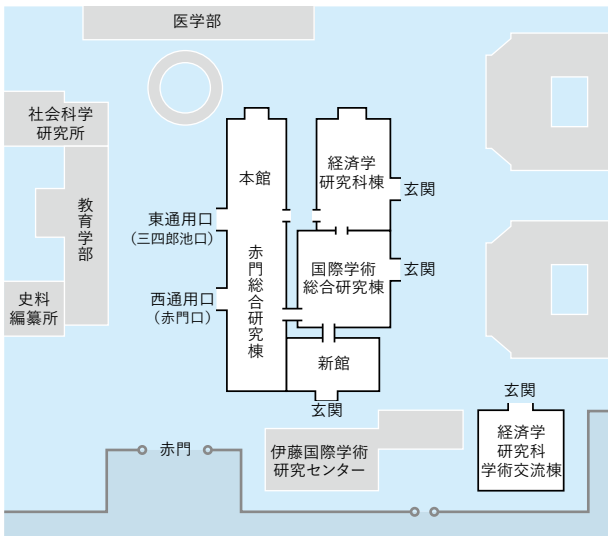 医学部
社会科学
研究所
教育学部
史料
編纂所
本館
赤門総合研究棟
東通用口
(三四郎池口)
西通用口
(赤門口)
経済学
研究科棟
玄関
国際学術
総合研究棟
玄関
新館
玄関
赤門
伊藤国際学術
研究センター
玄関
経済学
研究科
学術交流棟